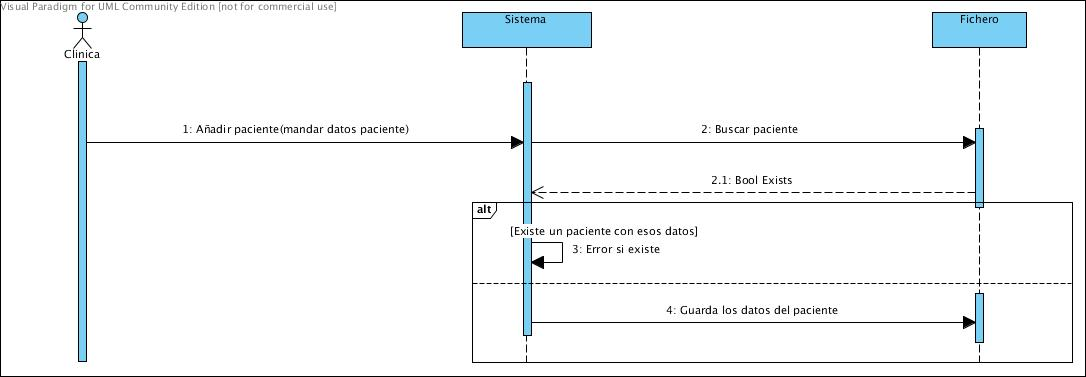 Visual Paradigm for UML Community Edition [not for commercial use]
Sistema
Fichero
Clinica
1: Añadir paciente(mandar datos paciente)
2: Buscar paciente
2.1: Bool Exists
alt
[Existe un paciente con esos datos]
3: Error si existe
4: Guarda los datos del paciente